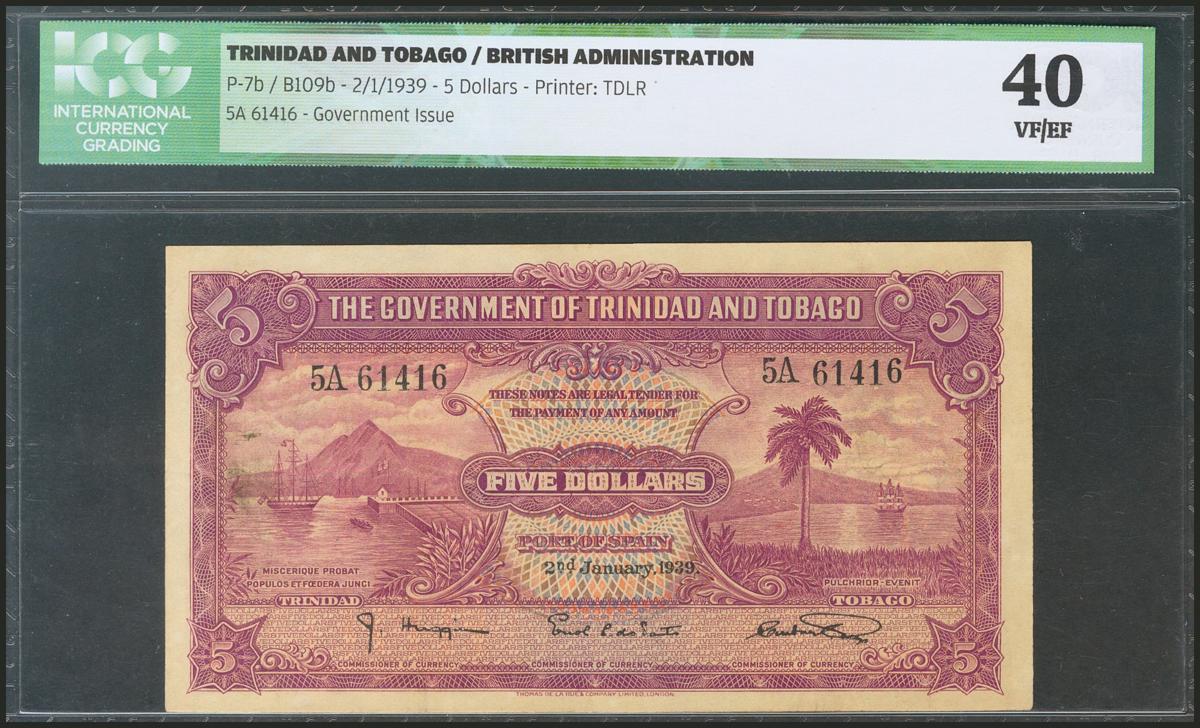 ICG
INTERNATIONAL
CURRENCY
GRADING
TRINIDAD AND TOBAGO / BRITISH ADMINISTRATION
P-7b / B109b - 2/1/1939 - 5 Dollars - Printer: TDLR
5A 61416 - Government Issue
40
VF/EF
5 THE GOVERNMENT OF TRINIDAD AND TOBAGO 5
5A 61416
5A 61416
THESE NOTES ARE LEGAL TENDER FOR
THE PAYMENT OF ANY AMOUNT
FIVE DOLLARS
PORT OF SPAIN
2nd January, 1939.
MISCERIQUE PROBAT
POPULOS ET FŒDERA JUNGI
TRINIDAD
PULCHRIOR-EVENIT
TOBAGO
5 COMMISSIONER OF CURRENCY COMMISSIONER OF CURRENCY COMMISSIONER OF CURRENCY 5
THOMAS DE LA RUE & COMPANY LIMITED, LONDON.